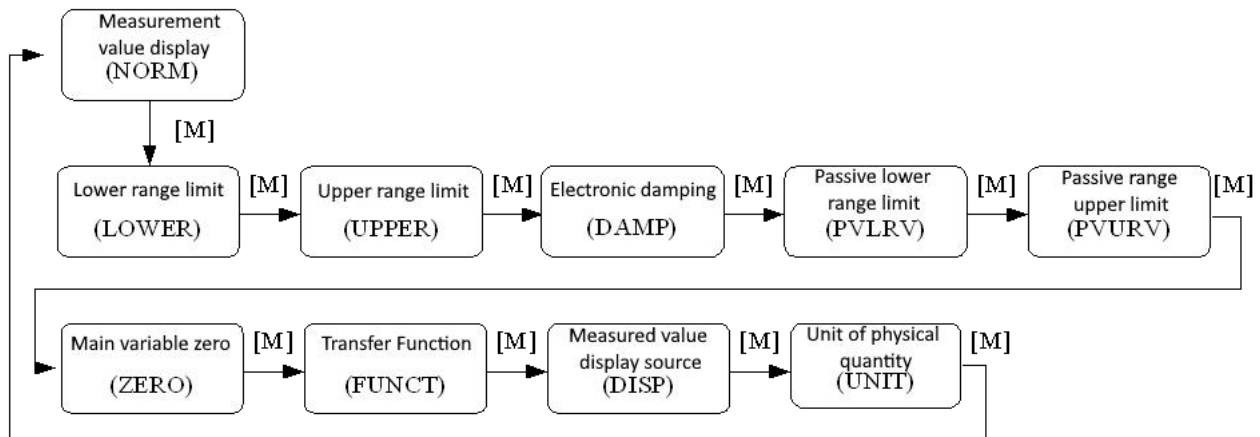 Measurement
value display
(NORM)
[M]
Lower range limit
(LOWER)
[M]
Upper range limit
(UPPER)
[M]
Electronic damping
(DAMP)
[M]
Passive lower
range limit
(PVLRV)
[M]
Passive range
upper limit
(PVURV)
[M]
Main variable zero
(ZERO)
[M]
Transfer Function
(FUNCT)
[M]
Measured value
display source
(DISP)
[M]
Unit of physical
quantity
(UNIT)
[M]